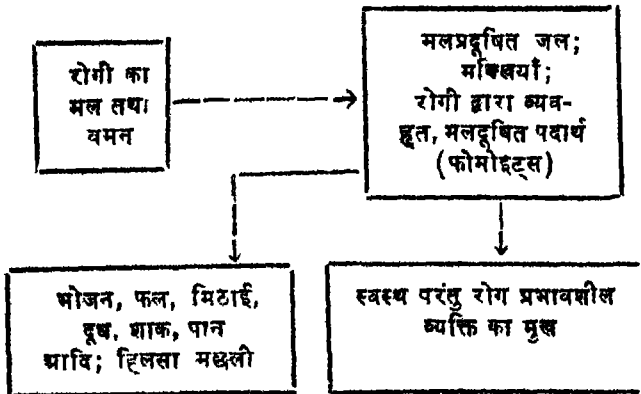 रोगी का
मल तथा
वमन
मलप्रदूषित जल;
मक्खियाँ;
रोगी द्वारा व्यव-
हृत, मलदूषित पदार्थ
(फोमोइट्स)
भोजन, फल, मिठाई,
दूध, शाक, पान
आदि; हिलसा मछली
स्वस्थ परंतु रोग प्रभावशील
व्यक्ति का मुख